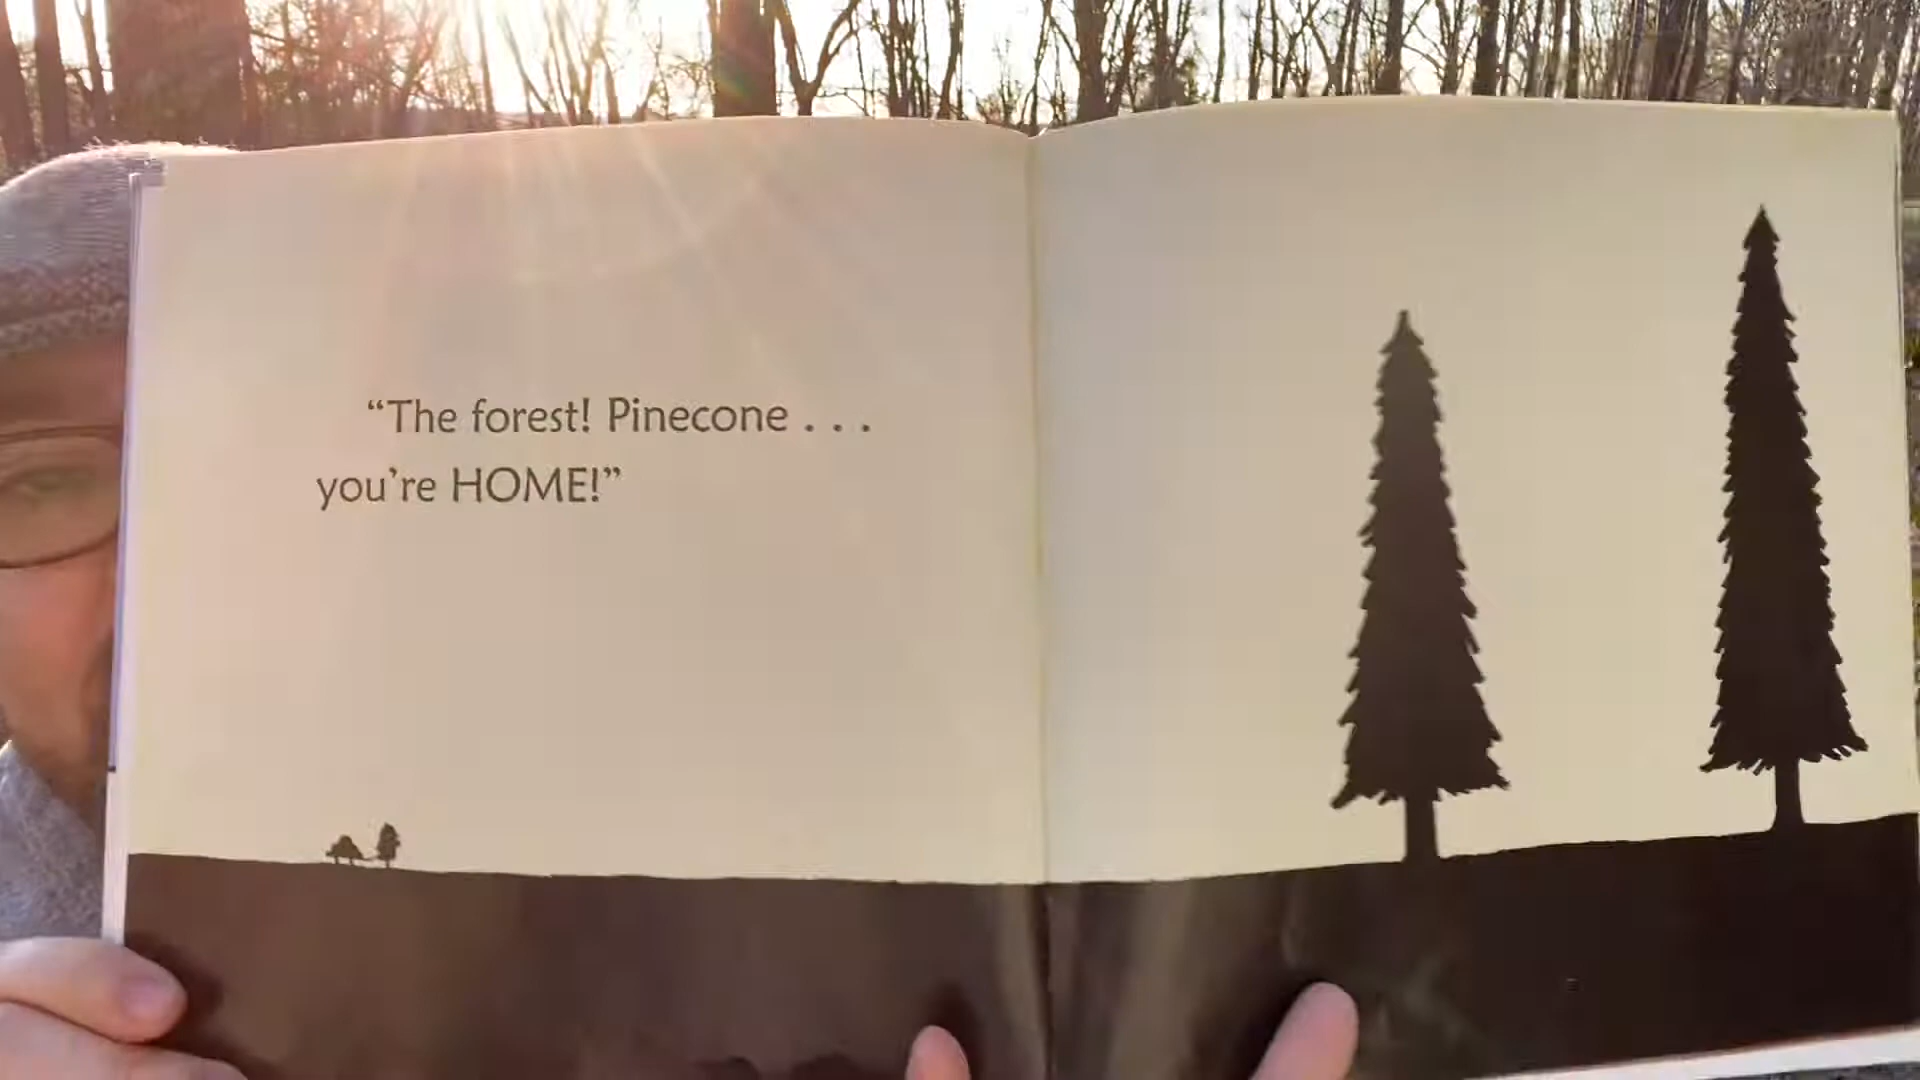 “The forest! Pinecone . . .
you’re HOME!”